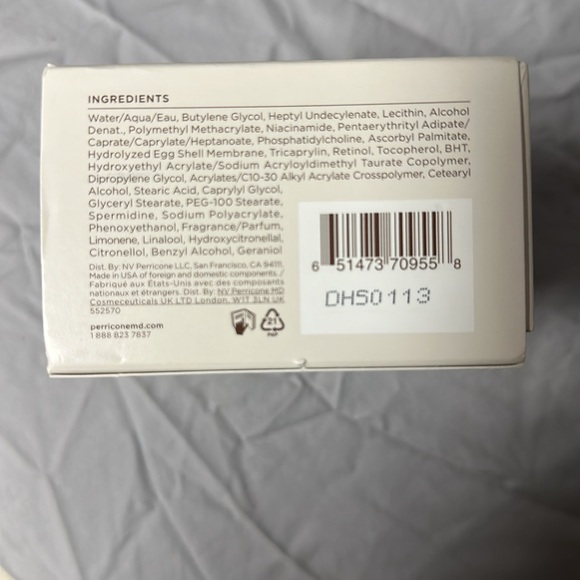 INGREDIENTS
Water/Aqua/Eau, Butylene Glycol, Heptyl Undecylenate, Lecithin, Alcohol
Denat., Polymethyl Methacrylate, Niacinamide, Pentaerythrityl Adipate/
Caprate/Caprylate/Heptanoate, Phosphatidylcholine, Ascorbyl Palmitate,
Hydrolyzed Egg Shell Membrane, Tricaprylin, Retinol, Tocopherol, BHT,
Hydroxyethyl Acrylate/Sodium Acryloyldimethyl Taurate Copolymer,
Dipropylene Glycol, Acrylates/C10-30 Alkyl Acrylate Crosspolymer, Cetearyl
Alcohol, Stearic Acid, Caprylyl Glycol,
Glyceryl Stearate, PEG-100 Stearate,
Spermidine, Sodium Polyacrylate,
Phenoxyethanol, Fragrance/Parfum,
Limonene, Linalool, Hydroxycitronellal,
Citronellol, Benzyl Alcohol, Geraniol
Dist. By: NV Perricone LLC, San Francisco, CA 94111.
Made in USA of foreign and domestic components. /
Fabriqué aux États-Unis avec des composants
nationaux et étrangers. Dist. By: NV Perricone MD
Cosmeceuticals UK LTD London, W1T 3LN UK
552570
perriconemd.com
1 888 823 7837
21
PAP
6 51473 70955 8
DHS0113